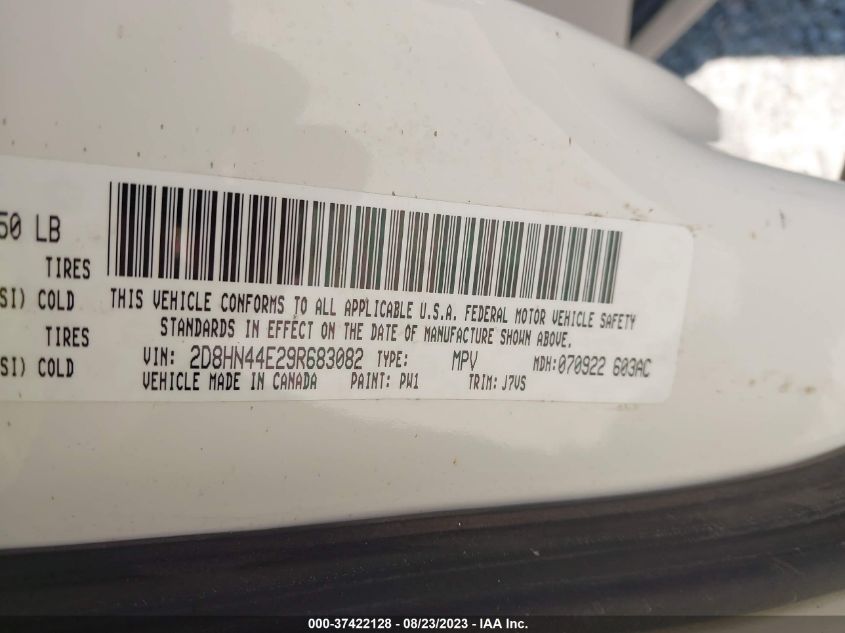 50 LB
TIRES
SI) COLD
TIRES
SI) COLD
THIS VEHICLE CONFORMS TO ALL APPLICABLE U.S.A. FEDERAL MOTOR VEHICLE SAFETY
STANDARDS IN EFFECT ON THE DATE OF MANUFACTURE SHOWN ABOVE.
VIN: 2D8HN44E29R683082 TYPE: MPV MDH:070922 603AC
VEHICLE MADE IN CANADA PAINT: PW1 TRIM: J7VS
000-37422128 - 08/23/2023 - IAA Inc.